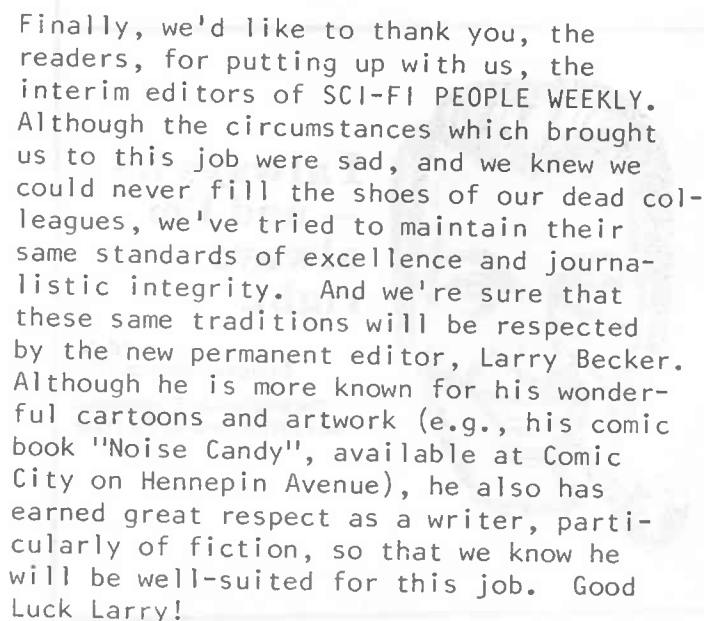 Finally, we'd like to thank you, the
readers, for putting up with us, the
interim editors of SCI-FI PEOPLE WEEKLY.
Although the circumstances which brought
us to this job were sad, and we knew we
could never fill the shoes of our dead col-
leagues, we've tried to maintain their
same standards of excellence and journa-
listic integrity. And we're sure that
these same traditions will be respected
by the new permanent editor, Larry Becker.
Although he is more known for his wonder-
ful cartoons and artwork (e.g., his comic
book "Noise Candy", available at Comic
City on Hennepin Avenue), he also has
earned great respect as a writer, parti-
cularly of fiction, so that we know he
will be well-suited for this job. Good
Luck Larry!